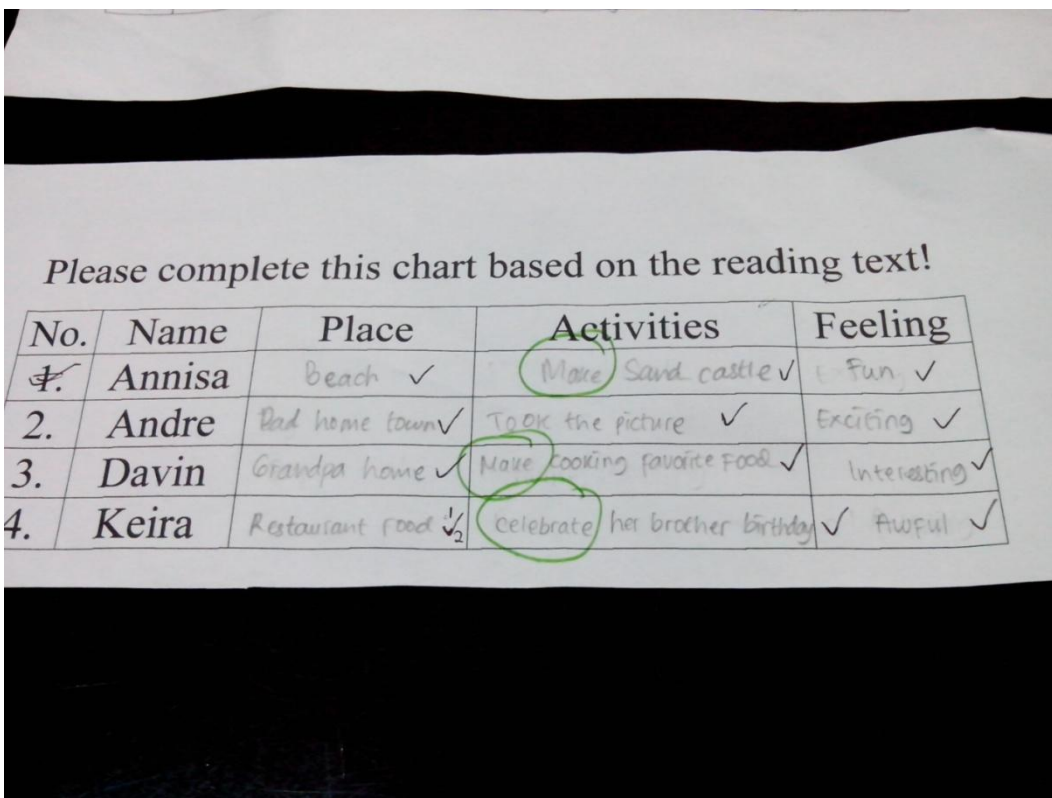 Please complete this chart based on the reading text!
No. Name Place Activities Feeling
1. Annisa Beach ✓ Make Sand castle ✓ Fun ✓
2. Andre Dad home town ✓ Took the picture ✓ Exciting ✓
3. Davin Grandpa home ✓ Make cooking favorite Food ✓ Interesting ✓
4. Keira Restaurant food ✓ 1/2 celebrate her brother birthday ✓ Awful ✓